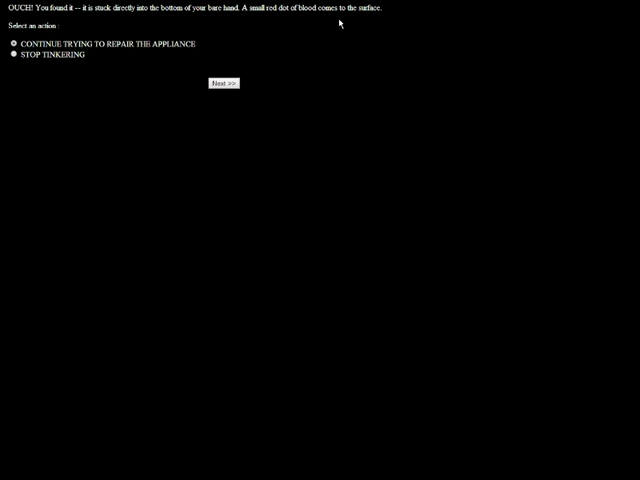 OUCH! You found it -- it is stuck directly into the bottom of your bare hand. A small red dot of blood comes to the surface.
Select an action :
CONTINUE TRYING TO REPAIR THE APPLIANCE
STOP TINKERING
Next >>